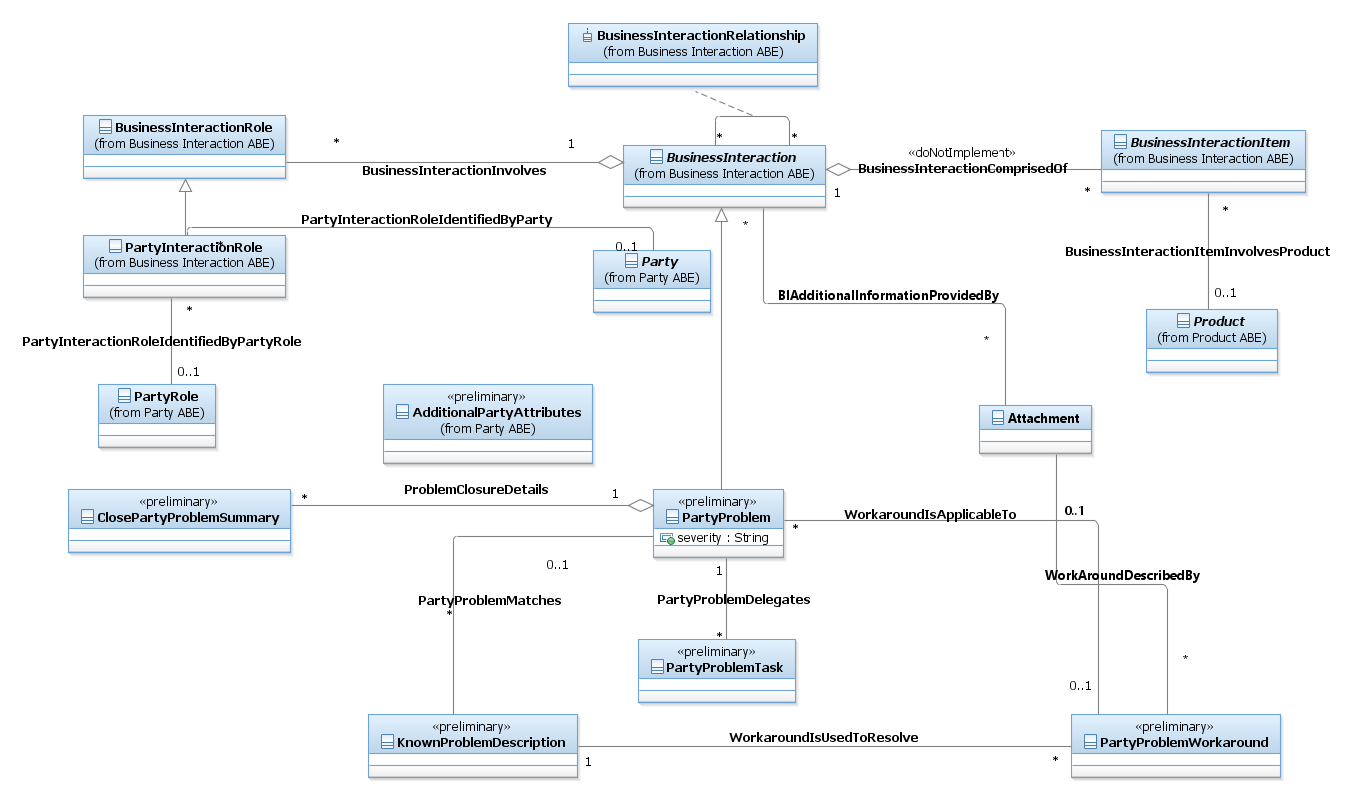 BusinessInteractionRelationship
(from Business Interaction ABE)
BusinessInteractionRole
(from Business Interaction ABE)
*
1
BusinessInteractionInvolves
*
*
BusinessInteraction
(from Business Interaction ABE)
«doNotImplement»
BusinessInteractionComprisedOf
1
*
BusinessInteractionItem
(from Business Interaction ABE)
PartyInteractionRoleIdentifiedByParty
*
0..1
*
*
PartyInteractionRole
(from Business Interaction ABE)
Party
(from Party ABE)
BusinessInteractionItemInvolvesProduct
BIAdditionalInformationProvidedBy
0..1
*
*
Product
(from Product ABE)
PartyInteractionRoleIdentifiedByPartyRole
0..1
PartyRole
(from Party ABE)
«preliminary»
AdditionalPartyAttributes
(from Party ABE)
Attachment
«preliminary»
ClosePartyProblemSummary
*
ProblemClosureDetails
1
«preliminary»
PartyProblem
severity : String
*
WorkaroundIsApplicableTo
0..1
0..1
1
WorkAroundDescribedBy
PartyProblemMatches
*
PartyProblemDelegates
*
«preliminary»
PartyProblemTask
*
0..1
«preliminary»
KnownProblemDescription
WorkaroundIsUsedToResolve
1
*
«preliminary»
PartyProblemWorkaround